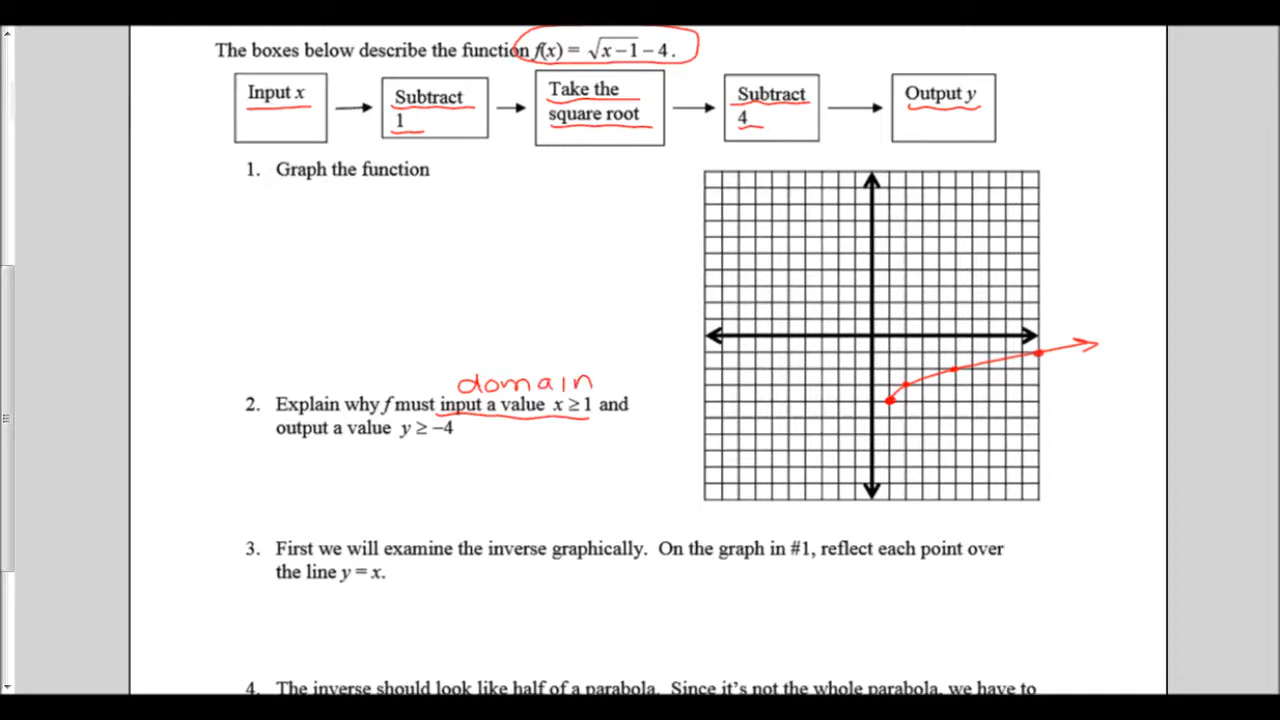 The boxes below describe the function f(x) = √x−1 − 4.
Input x
Subtract
1
Take the
square root
Subtract
4
Output y
1. Graph the function
domain
2. Explain why f must input a value x ≥ 1 and
output a value y ≥ −4
3. First we will examine the inverse graphically. On the graph in #1, reflect each point over
the line y = x.
4. The inverse should look like half of a parabola. Since it's not the whole parabola, we have to